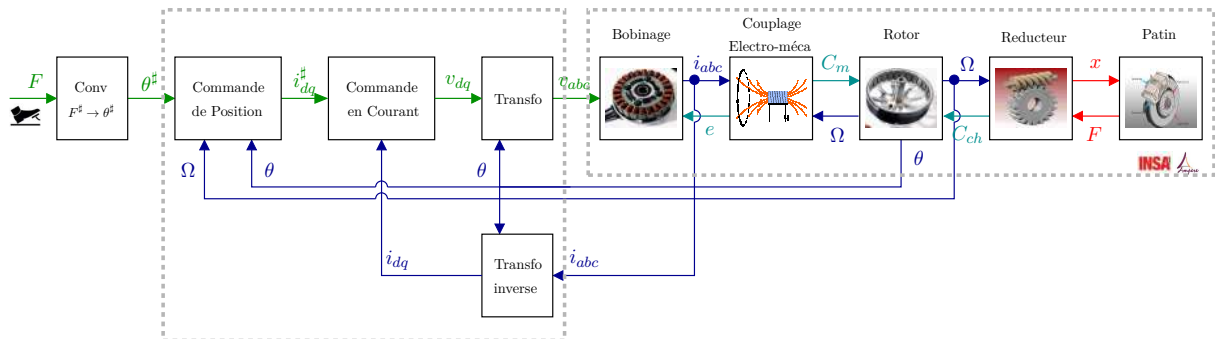 Bobinage
Couplage
Electro-méca
Rotor
Reducteur
Patin
F
Conv
F♯ → θ♯
θ♯
Commande
de Position
i♯dq
Commande
en Courant
vdq
Transfo
vabc
iabc
e
Cm
Ω
Ω
Cch
x
F
θ
INSA
Ampère
Ω
θ
θ
idq
Transfo
inverse
iabc